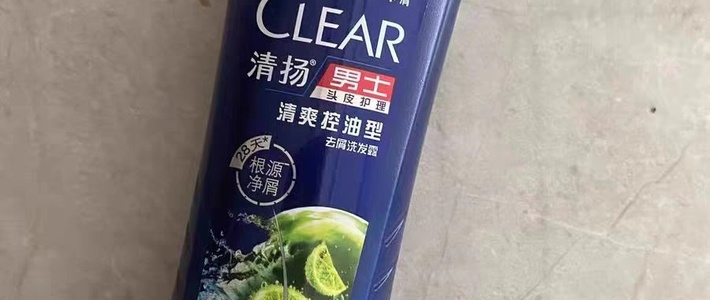 CLEAR
清扬®
男士
头皮护理
清爽控油型
去屑洗发露
28天*
根源
净屑